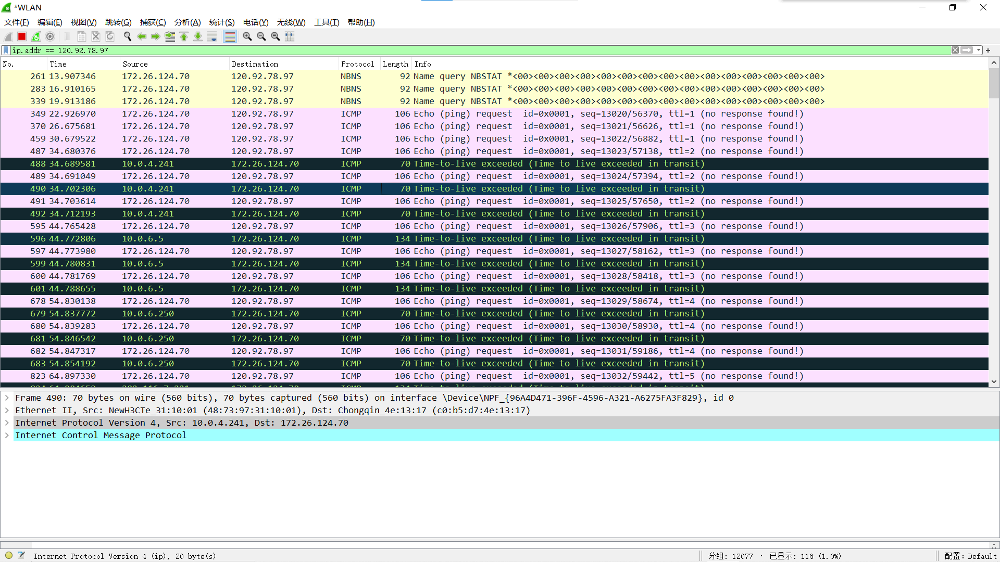 *WLAN
文件(F) 编辑(E) 视图(V) 跳转(G) 捕获(C) 分析(A) 统计(S) 电话(Y) 无线(W) 工具(T) 帮助(H)
ip.addr == 120.92.78.97
No. Time Source Destination Protocol Length Info
261 13.907346 172.26.124.70 120.92.78.97 NBNS 92 Name query NBSTAT *<00><00><00><00><00><00><00><00><00><00><00><00><00><00><00>
283 16.910165 172.26.124.70 120.92.78.97 NBNS 92 Name query NBSTAT *<00><00><00><00><00><00><00><00><00><00><00><00><00><00><00>
339 19.913186 172.26.124.70 120.92.78.97 NBNS 92 Name query NBSTAT *<00><00><00><00><00><00><00><00><00><00><00><00><00><00><00>
349 22.926970 172.26.124.70 120.92.78.97 ICMP 106 Echo (ping) request id=0x0001, seq=13020/56370, ttl=1 (no response found!)
370 26.675681 172.26.124.70 120.92.78.97 ICMP 106 Echo (ping) request id=0x0001, seq=13021/56626, ttl=1 (no response found!)
459 30.679522 172.26.124.70 120.92.78.97 ICMP 106 Echo (ping) request id=0x0001, seq=13022/56882, ttl=1 (no response found!)
487 34.680376 172.26.124.70 120.92.78.97 ICMP 106 Echo (ping) request id=0x0001, seq=13023/57138, ttl=2 (no response found!)
488 34.689581 10.0.4.241 172.26.124.70 ICMP 70 Time-to-live exceeded (Time to live exceeded in transit)
489 34.691049 172.26.124.70 120.92.78.97 ICMP 106 Echo (ping) request id=0x0001, seq=13024/57394, ttl=2 (no response found!)
490 34.702306 10.0.4.241 172.26.124.70 ICMP 70 Time-to-live exceeded (Time to live exceeded in transit)
491 34.703614 172.26.124.70 120.92.78.97 ICMP 106 Echo (ping) request id=0x0001, seq=13025/57650, ttl=2 (no response found!)
492 34.712193 10.0.4.241 172.26.124.70 ICMP 70 Time-to-live exceeded (Time to live exceeded in transit)
595 44.765428 172.26.124.70 120.92.78.97 ICMP 106 Echo (ping) request id=0x0001, seq=13026/57906, ttl=3 (no response found!)
596 44.772806 10.0.6.5 172.26.124.70 ICMP 134 Time-to-live exceeded (Time to live exceeded in transit)
597 44.773980 172.26.124.70 120.92.78.97 ICMP 106 Echo (ping) request id=0x0001, seq=13027/58162, ttl=3 (no response found!)
599 44.780831 10.0.6.5 172.26.124.70 ICMP 134 Time-to-live exceeded (Time to live exceeded in transit)
600 44.781769 172.26.124.70 120.92.78.97 ICMP 106 Echo (ping) request id=0x0001, seq=13028/58418, ttl=3 (no response found!)
601 44.788655 10.0.6.5 172.26.124.70 ICMP 134 Time-to-live exceeded (Time to live exceeded in transit)
678 54.830138 172.26.124.70 120.92.78.97 ICMP 106 Echo (ping) request id=0x0001, seq=13029/58674, ttl=4 (no response found!)
679 54.837772 10.0.6.250 172.26.124.70 ICMP 70 Time-to-live exceeded (Time to live exceeded in transit)
680 54.839283 172.26.124.70 120.92.78.97 ICMP 106 Echo (ping) request id=0x0001, seq=13030/58930, ttl=4 (no response found!)
681 54.846542 10.0.6.250 172.26.124.70 ICMP 70 Time-to-live exceeded (Time to live exceeded in transit)
682 54.847317 172.26.124.70 120.92.78.97 ICMP 106 Echo (ping) request id=0x0001, seq=13031/59186, ttl=4 (no response found!)
683 54.854192 10.0.6.250 172.26.124.70 ICMP 70 Time-to-live exceeded (Time to live exceeded in transit)
823 64.897330 172.26.124.70 120.92.78.97 ICMP 106 Echo (ping) request id=0x0001, seq=13032/59442, ttl=5 (no response found!)
Frame 490: 70 bytes on wire (560 bits), 70 bytes captured (560 bits) on interface \Device\NPF_{96A4D471-396F-4596-A321-A6275FA3F829}, id 0
Ethernet II, Src: NewH3CTe_31:10:01 (48:73:97:31:10:01), Dst: Chongqin_4e:13:17 (c0:b5:d7:4e:13:17)
Internet Protocol Version 4, Src: 10.0.4.241, Dst: 172.26.124.70
Internet Control Message Protocol
Internet Protocol Version 4 (ip), 20 byte(s) 分组: 12077 · 已显示: 116 (1.0%) 配置: Default